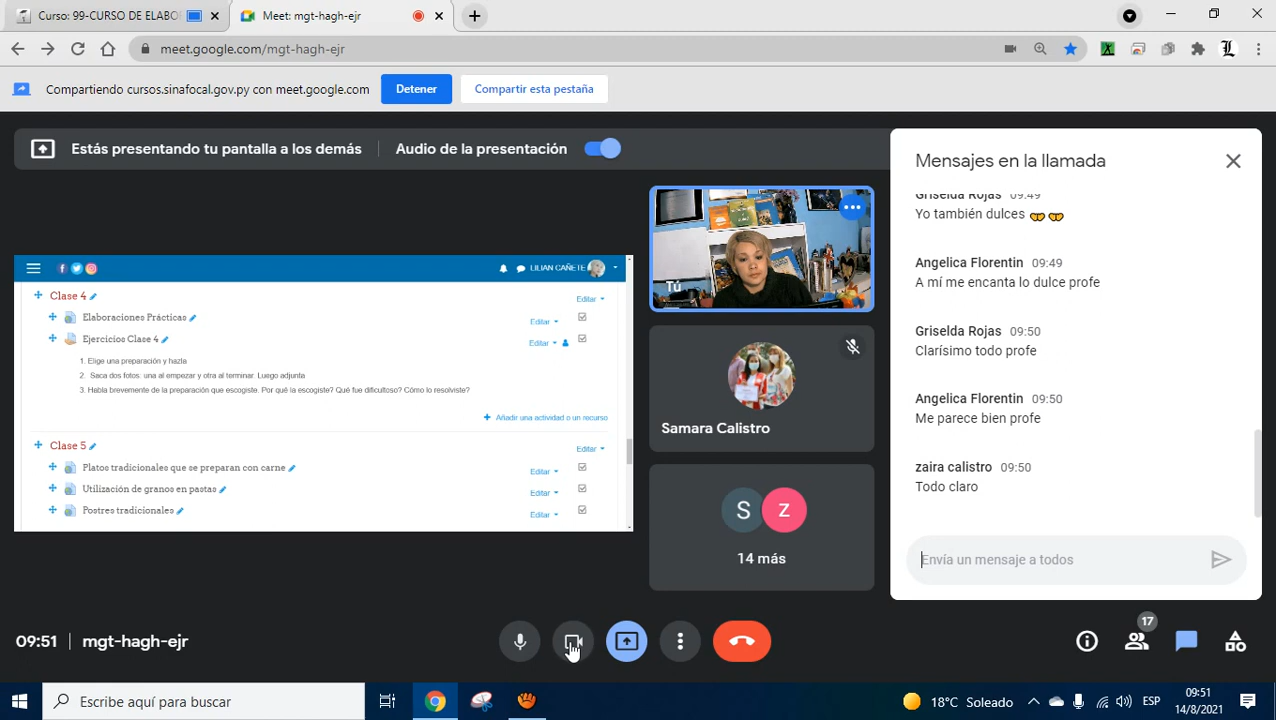 Curso: 99-CURSO DE ELABO
Meet: mgt-hagh-ejr
meet.google.com/mgt-hagh-ejr
Compartiendo cursos.sinafocal.gov.py con meet.google.com
Detener
Compartir esta pestaña
Estás presentando tu pantalla a los demás
Audio de la presentación
LILIAN CAÑETE
Clase 4
Editar
Elaboraciones Prácticas
Editar
Ejercicios Clase 4
Editar
1. Elige una preparación y hazla
2. Saca dos fotos: una al empezar y otra al terminar. Luego adjunta
3. Habla brevemente de la preparación que escogiste. Por qué la escogiste? Qué fue dificultoso? Cómo lo resolviste?
Añadir una actividad o un recurso
Clase 5
Editar
Platos tradicionales que se preparan con carne
Editar
Utilización de granos en pastas
Editar
Postres tradicionales
Editar
Tú
Samara Calistro
S
Z
14 más
Mensajes en la llamada
Griselda Rojas 09:49
Yo también dulces
Angelica Florentin 09:49
A mí me encanta lo dulce profe
Griselda Rojas 09:50
Clarísimo todo profe
Angelica Florentin 09:50
Me parece bien profe
zaira calistro 09:50
Todo claro
Envía un mensaje a todos
09:51 | mgt-hagh-ejr
17
Escribe aquí para buscar
18°C Soleado
ESP
09:51
14/8/2021